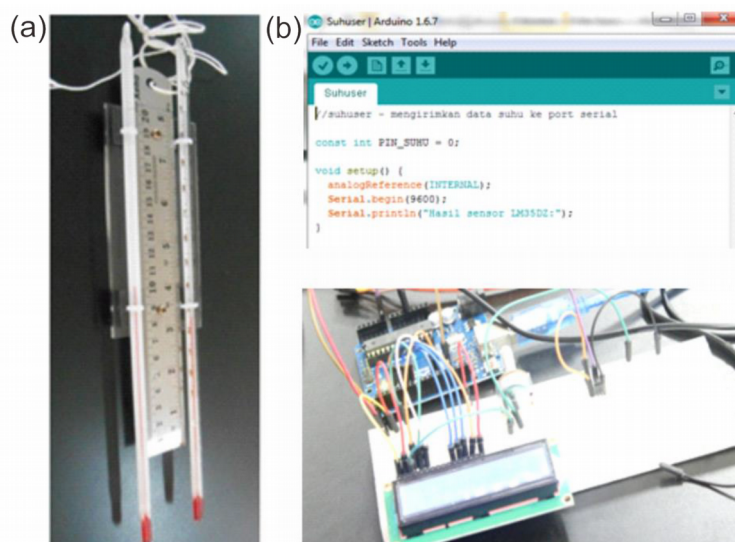 (a)
(b)
Suhuser | Arduino 1.6.7
File Edit Sketch Tools Help
Suhuser
//suhuser - mengirimkan data suhu ke port serial
const int PIN_SUHU = 0;
void setup() {
analogReference(INTERNAL);
Serial.begin(9600);
Serial.println("Hasil sensor LM35DZ:");
}